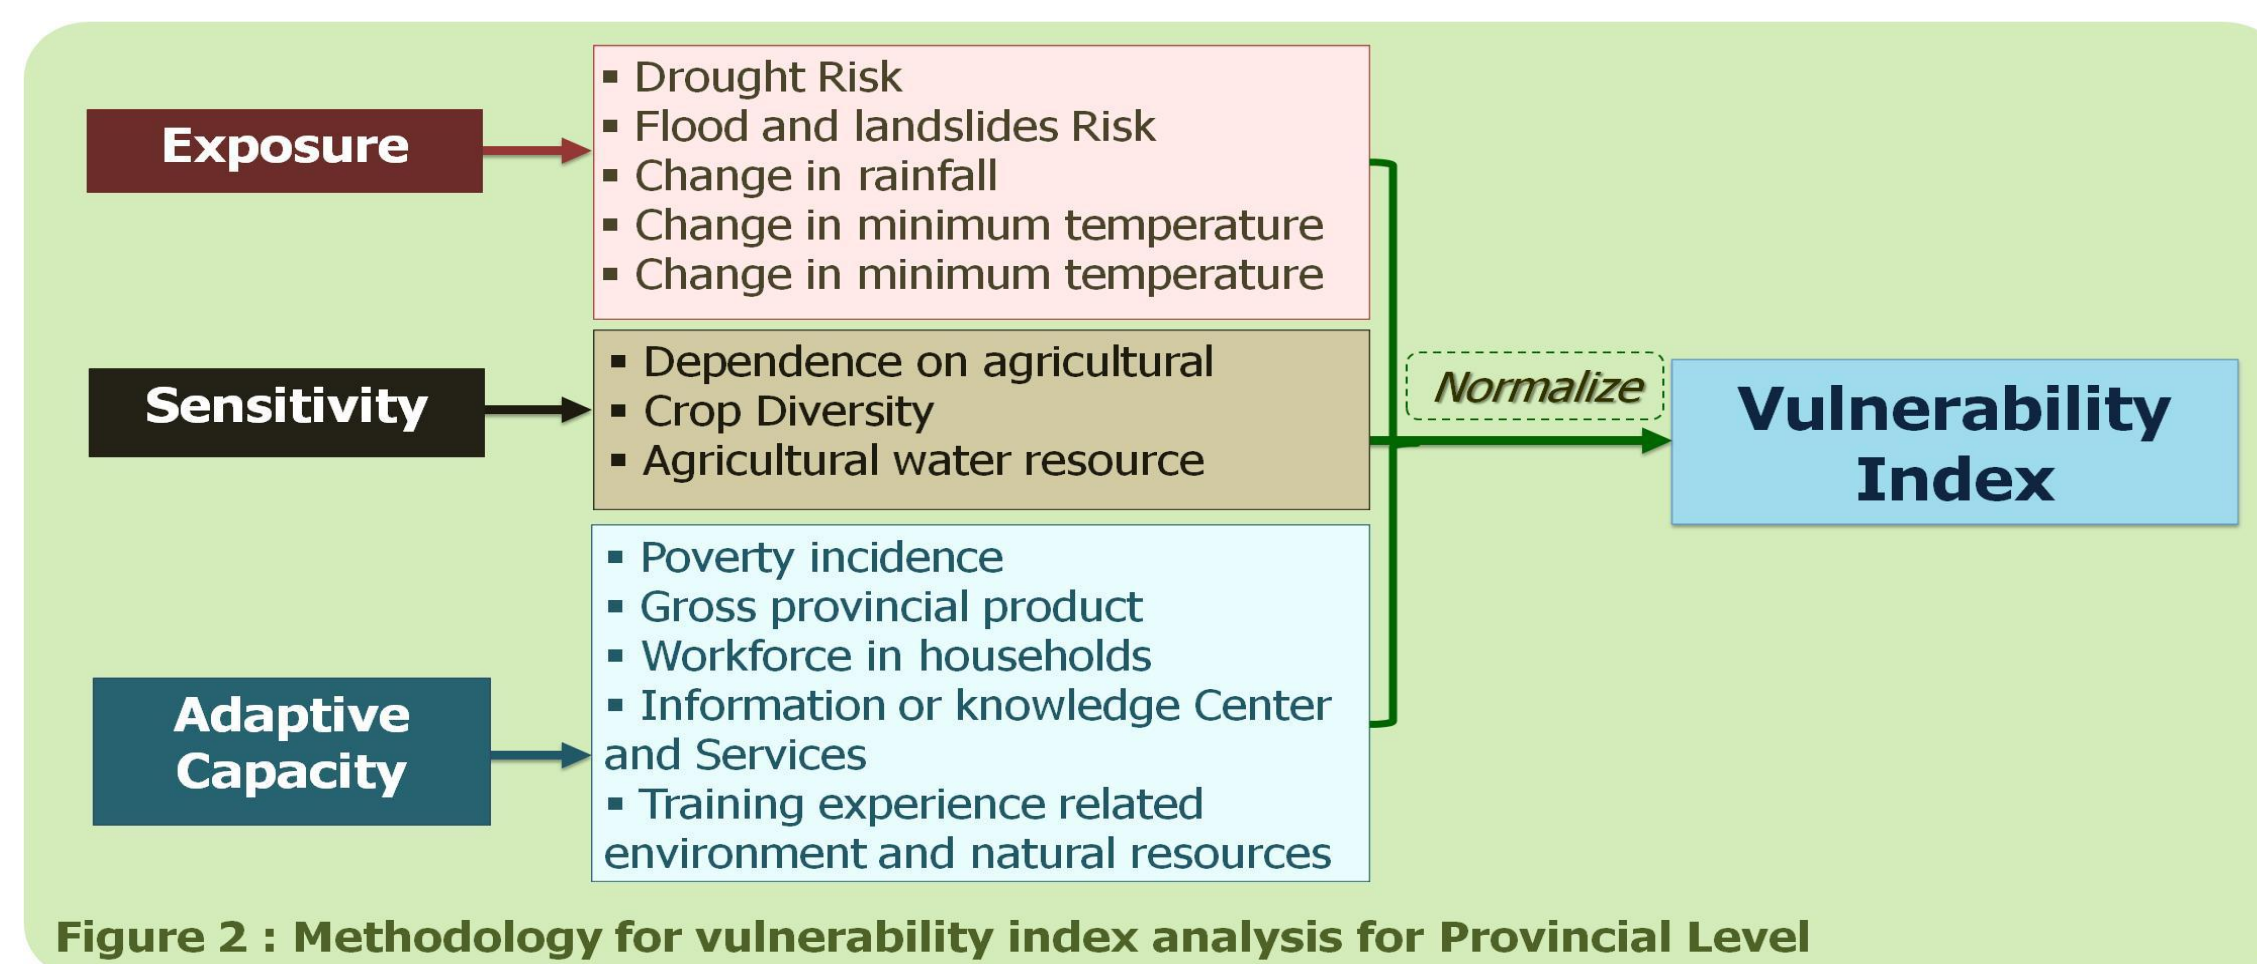 Exposure
▪ Drought Risk
▪ Flood and landslides Risk
▪ Change in rainfall
▪ Change in minimum temperature
▪ Change in minimum temperature
Sensitivity
▪ Dependence on agricultural
▪ Crop Diversity
▪ Agricultural water resource
Adaptive
Capacity
▪ Poverty incidence
▪ Gross provincial product
▪ Workforce in households
▪ Information or knowledge Center
and Services
▪ Training experience related
environment and natural resources
Normalize
Vulnerability
Index
Figure 2 : Methodology for vulnerability index analysis for Provincial Level